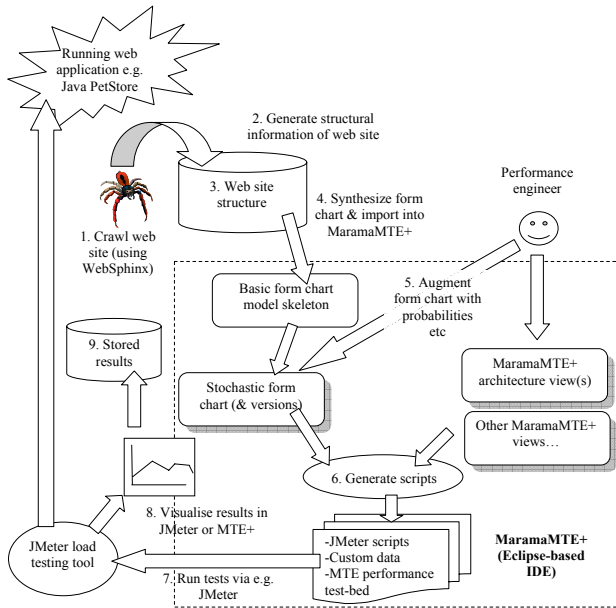 Running web
application e.g.
Java PetStore
2. Generate structural
information of web site
3. Web site
structure
4. Synthesize form
chart & import into
MaramaMTE+
Performance
engineer
1. Crawl web
site (using
WebSphinx)
Basic form chart
model skeleton
5. Augment
form chart with
probabilities
etc
9. Stored
results
Stochastic form
chart (& versions)
MaramaMTE+
architecture view(s)
Other MaramaMTE+
views…
6. Generate scripts
8. Visualise results in
JMeter or MTE+
JMeter load
testing tool
7. Run tests via e.g.
JMeter
-JMeter scripts
-Custom data
-MTE performance
test-bed
MaramaMTE+
(Eclipse-based
IDE)